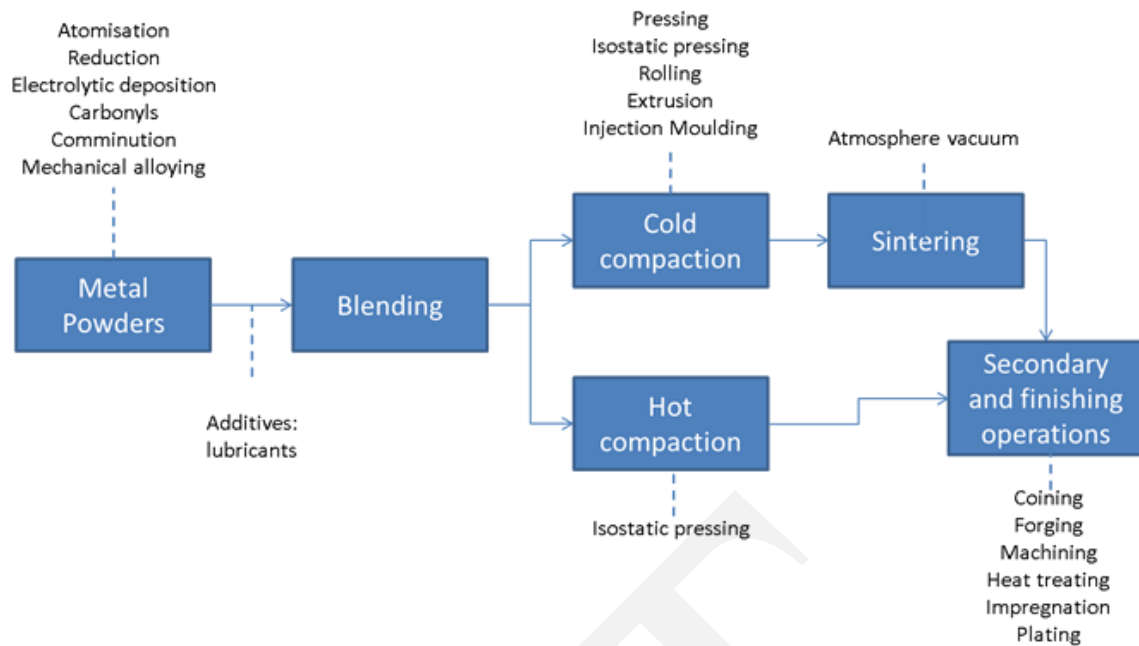 Atomisation
Reduction
Electrolytic deposition
Carbonyls
Comminution
Mechanical alloying
Pressing
Isostatic pressing
Rolling
Extrusion
Injection Moulding
Atmosphere vacuum
Metal
Powders
Blending
Cold
compaction
Sintering
Additives:
lubricants
Hot
compaction
Secondary
and finishing
operations
Isostatic pressing
Coining
Forging
Machining
Heat treating
Impregnation
Plating